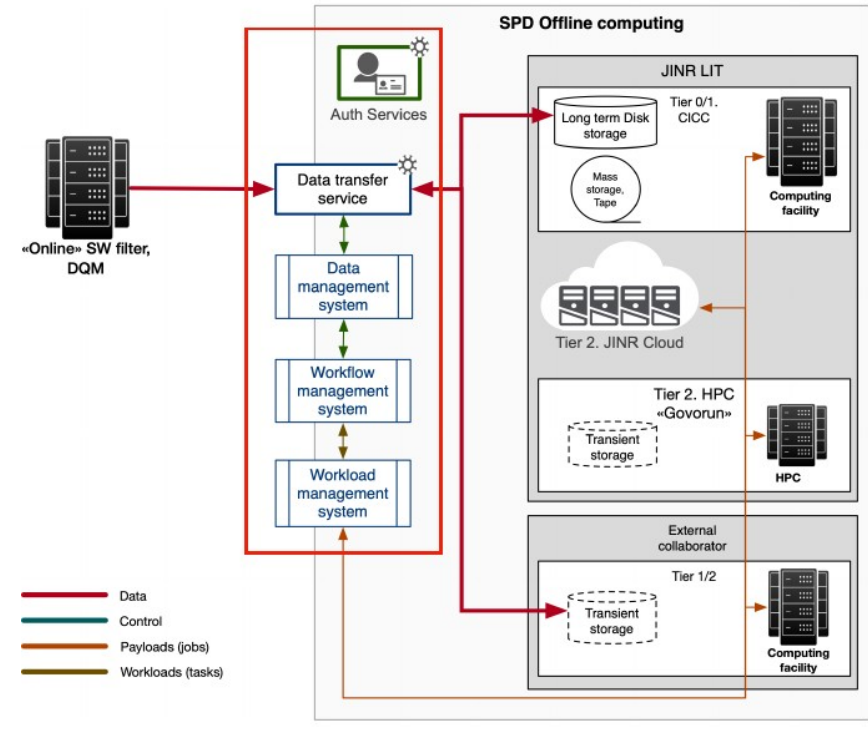 SPD Offline computing
JINR LIT
Auth Services
Tier 0/1.
CICC
Long term Disk
storage
Mass
storage,
Tape
Computing
facility
«Online» SW filter,
DQM
Data transfer
service
Data
management
system
Workflow
management
system
Workload
management
system
Tier 2. JINR Cloud
Tier 2. HPC
«Govorun»
Transient
storage
HPC
External
collaborator
Tier 1/2
Transient
storage
Computing
facility
Data
Control
Payloads (jobs)
Workloads (tasks)